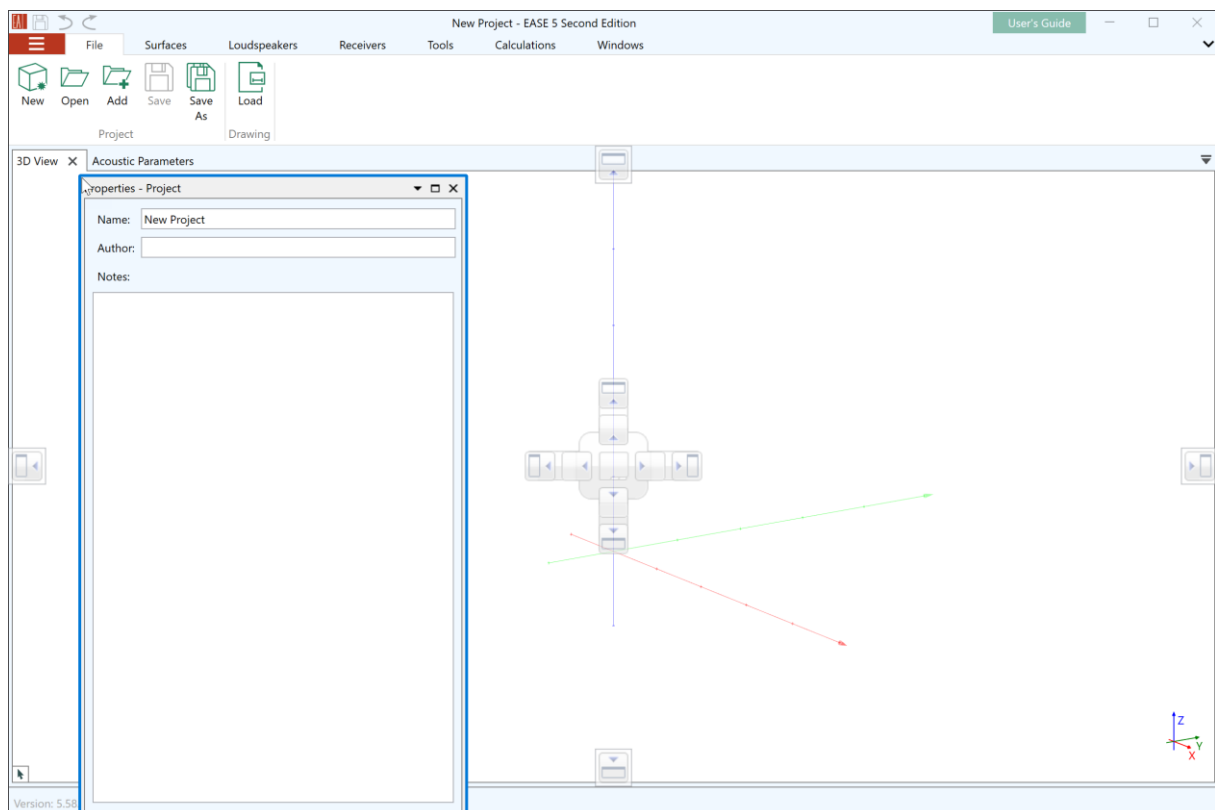 New Project - EASE 5 Second Edition
User's Guide
File Surfaces Loudspeakers Receivers Tools Calculations Windows
New Open Add Save Save As Load
Project Drawing
3D View Acoustic Parameters
Properties - Project
Name: New Project
Author:
Notes:
Z
Y
X
Version: 5.58